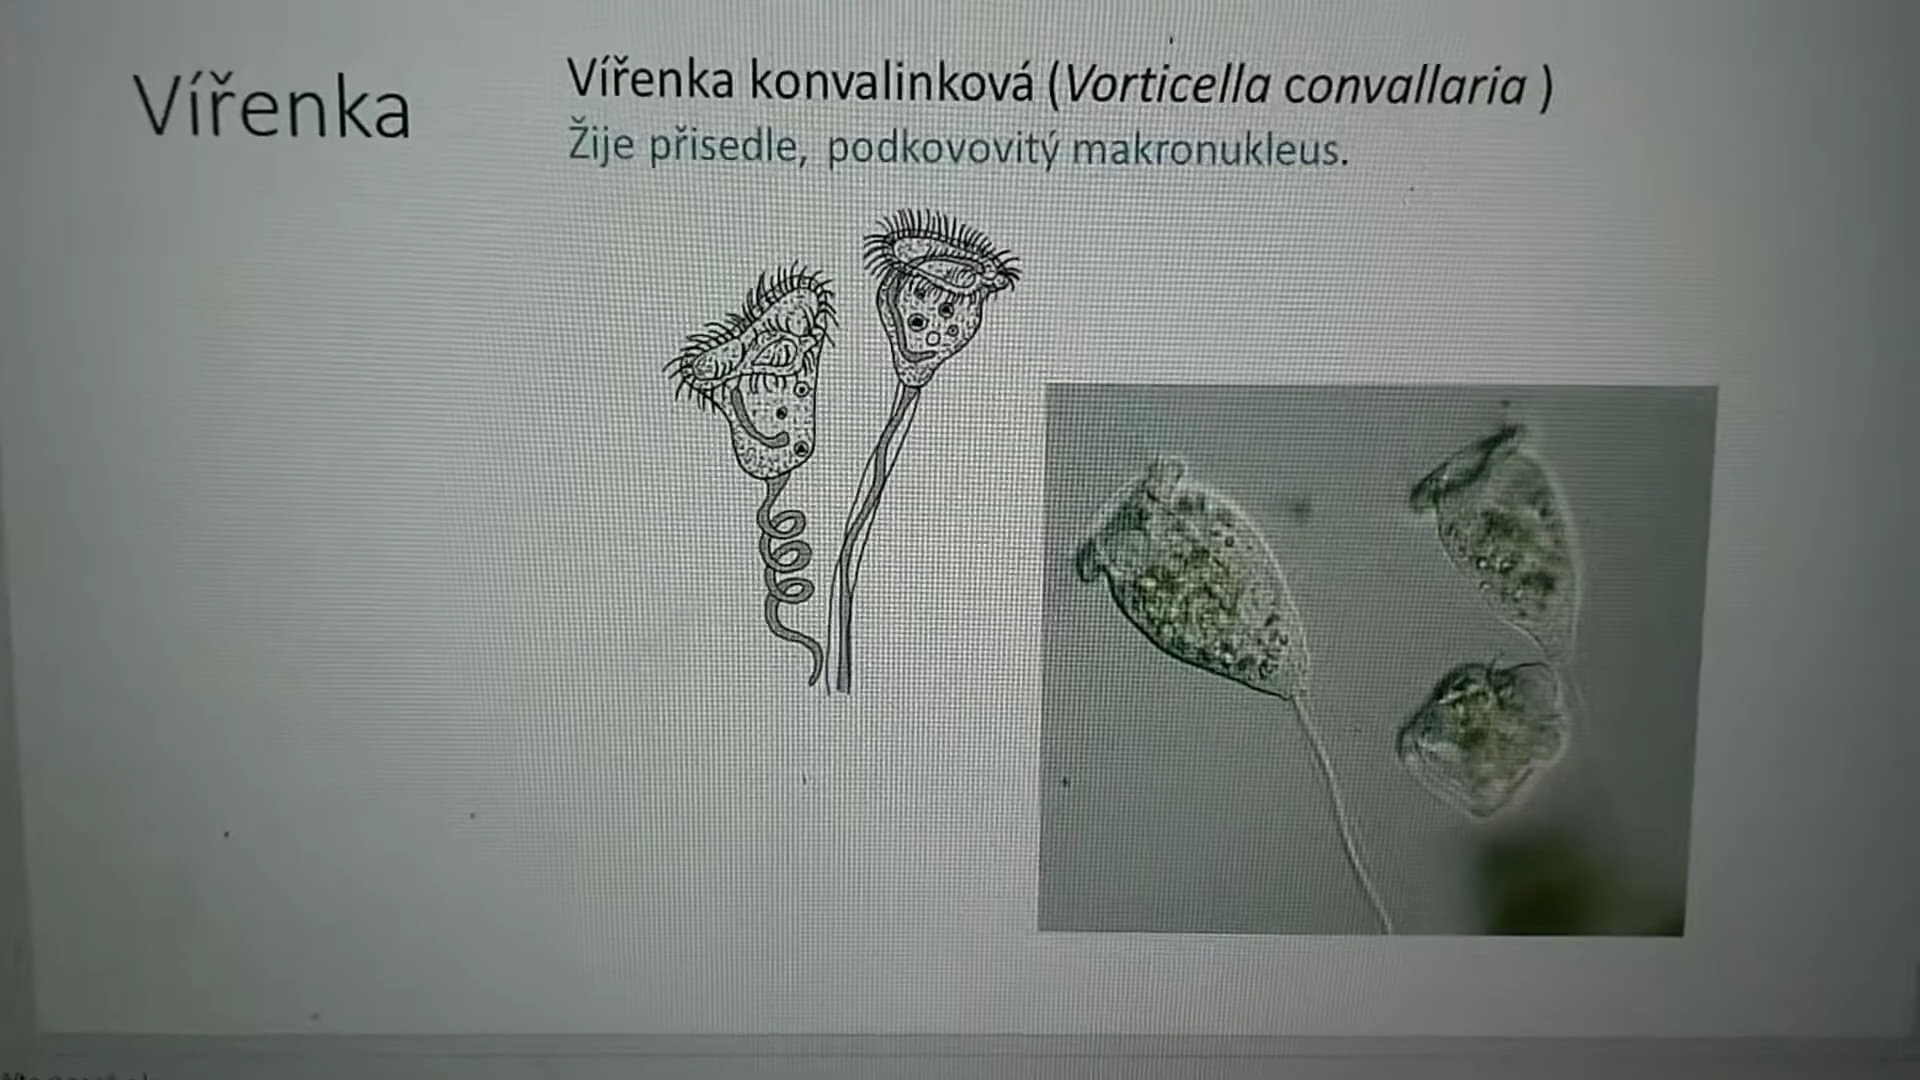 Vířenka
Vířenka konvalinková (Vorticella convallaria )
Žije přisedle, podkovovitý makronukleus.